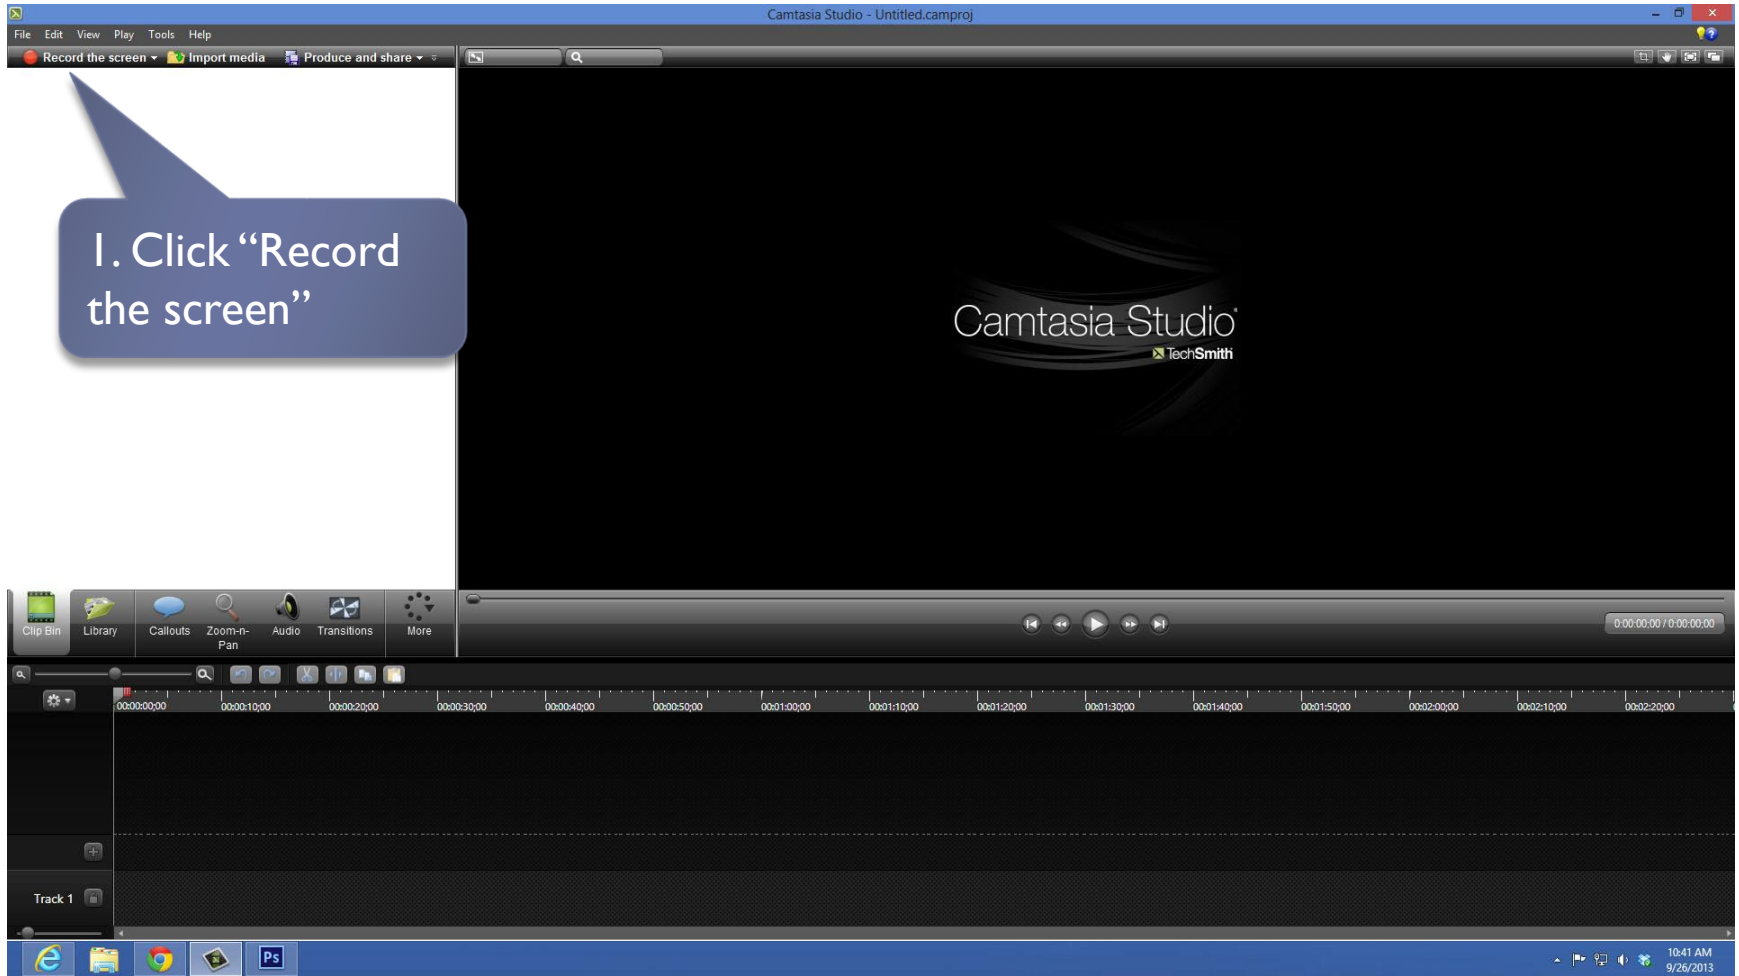 Camtasia Studio - Untitled.camproj
File Edit View Play Tools Help
Record the screen Import media Produce and share
1. Click “Record
the screen”
Camtasia Studio
TechSmith
Clip Bin Library Callouts Zoom-n-Pan Audio Transitions More
0:00:00;00 / 0:00:00;00
00:00:00;00 00:00:10;00 00:00:20;00 00:00:30;00 00:00:40;00 00:00:50;00 00:01:00;00 00:01:10;00 00:01:20;00 00:01:30;00 00:01:40;00 00:01:50;00 00:02:00;00 00:02:10;00 00:02:20;00
Track 1
Ps
10:41 AM
9/26/2013